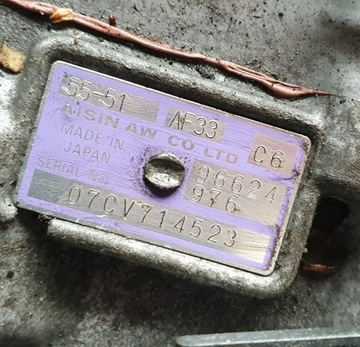 55-51 AF33 C6
AISIN AW CO. LTD
MADE IN 96624
JAPAN 976
SERIAL NO.
07CV714523